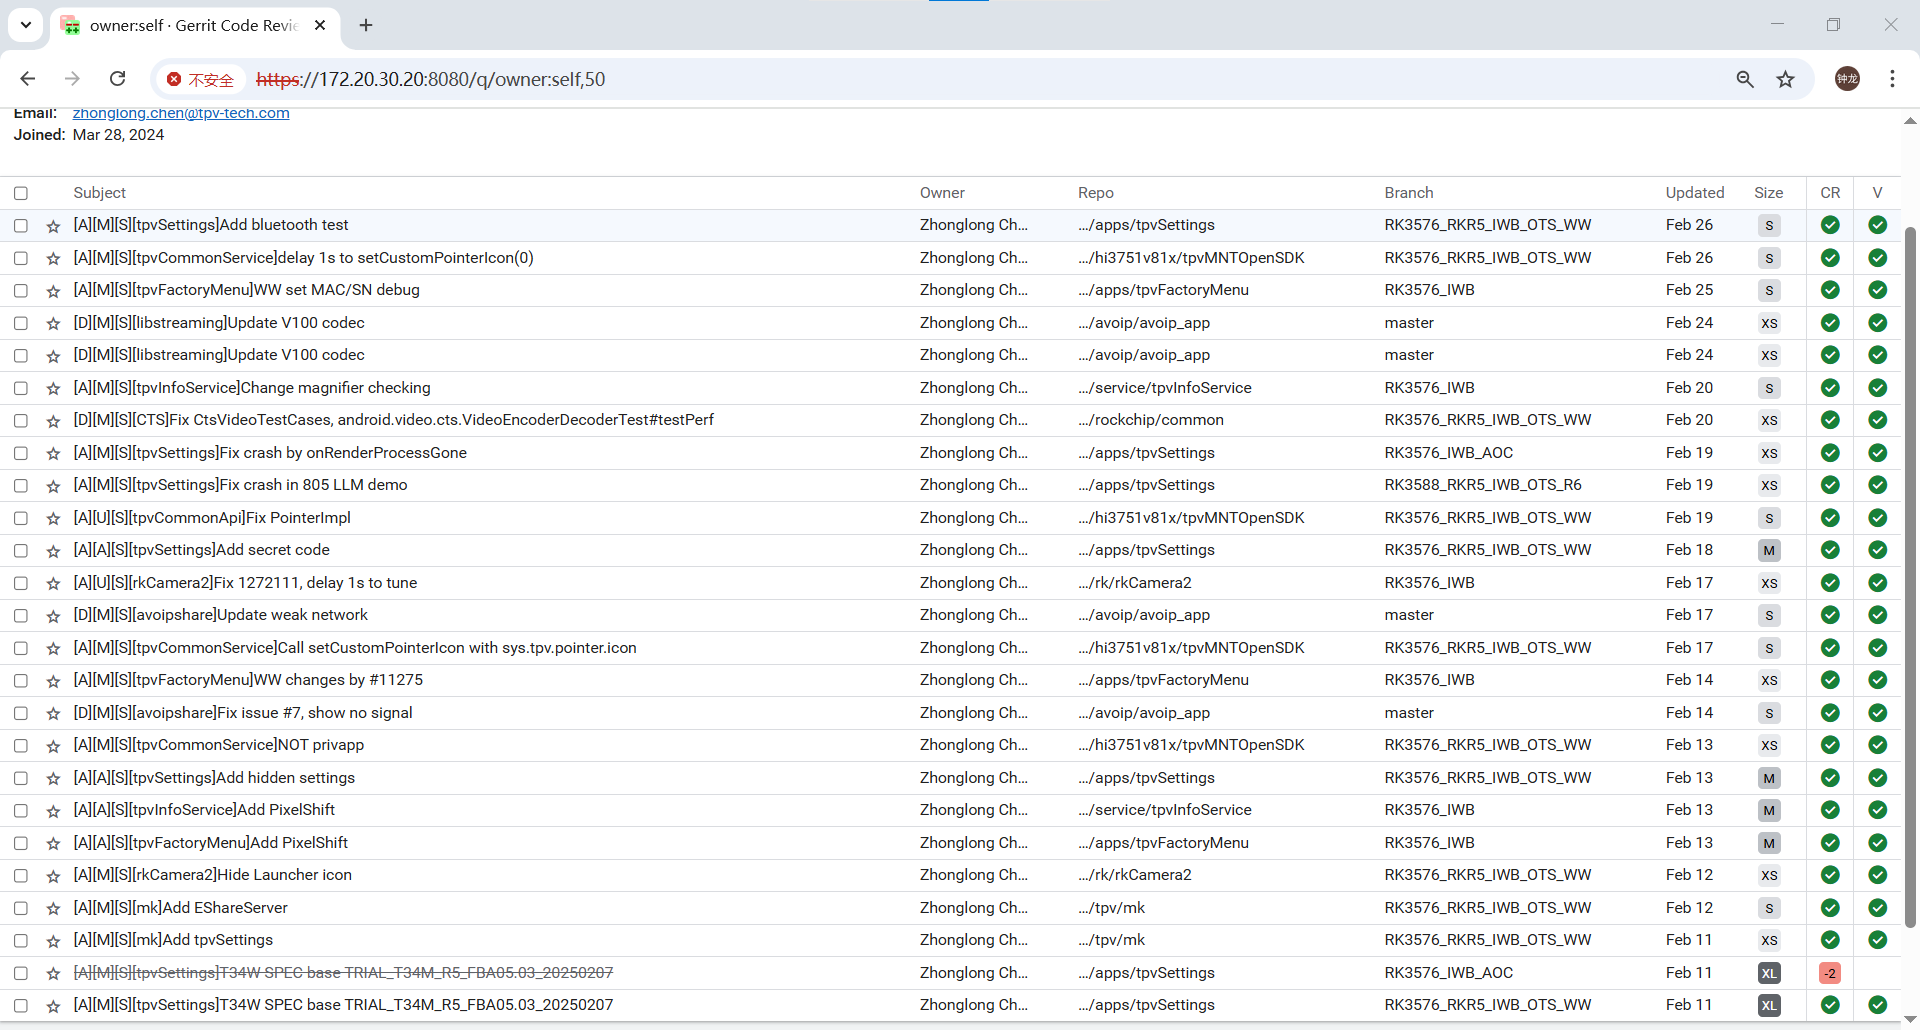 owner:self · Gerrit Code Revie
不安全 https://172.20.30.20:8080/q/owner:self,50 钟龙
Email: zhonglong.chen@tpv-tech.com
Joined: Mar 28, 2024
Subject Owner Repo Branch Updated Size CR V
[A][M][S][tpvSettings]Add bluetooth test Zhonglong Ch... .../apps/tpvSettings RK3576_RKR5_IWB_OTS_WW Feb 26 S
[A][M][S][tpvCommonService]delay 1s to setCustomPointerIcon(0) Zhonglong Ch... .../hi3751v81x/tpvMNTOpenSDK RK3576_RKR5_IWB_OTS_WW Feb 26 S
[A][M][S][tpvFactoryMenu]WW set MAC/SN debug Zhonglong Ch... .../apps/tpvFactoryMenu RK3576_IWB Feb 25 S
[D][M][S][libstreaming]Update V100 codec Zhonglong Ch... .../avoip/avoip_app master Feb 24 XS
[D][M][S][libstreaming]Update V100 codec Zhonglong Ch... .../avoip/avoip_app master Feb 24 XS
[A][M][S][tpvInfoService]Change magnifier checking Zhonglong Ch... .../service/tpvInfoService RK3576_IWB Feb 20 S
[D][M][S][CTS]Fix CtsVideoTestCases, android.video.cts.VideoEncoderDecoderTest#testPerf Zhonglong Ch... .../rockchip/common RK3576_RKR5_IWB_OTS_WW Feb 20 XS
[A][M][S][tpvSettings]Fix crash by onRenderProcessGone Zhonglong Ch... .../apps/tpvSettings RK3576_IWB_AOC Feb 19 XS
[A][M][S][tpvSettings]Fix crash in 805 LLM demo Zhonglong Ch... .../apps/tpvSettings RK3588_RKR5_IWB_OTS_R6 Feb 19 XS
[A][U][S][tpvCommonApi]Fix PointerImpl Zhonglong Ch... .../hi3751v81x/tpvMNTOpenSDK RK3576_RKR5_IWB_OTS_WW Feb 19 S
[A][A][S][tpvSettings]Add secret code Zhonglong Ch... .../apps/tpvSettings RK3576_RKR5_IWB_OTS_WW Feb 18 M
[A][U][S][rkCamera2]Fix 1272111, delay 1s to tune Zhonglong Ch... .../rk/rkCamera2 RK3576_IWB Feb 17 XS
[D][M][S][avoipshare]Update weak network Zhonglong Ch... .../avoip/avoip_app master Feb 17 S
[A][M][S][tpvCommonService]Call setCustomPointerIcon with sys.tpv.pointer.icon Zhonglong Ch... .../hi3751v81x/tpvMNTOpenSDK RK3576_RKR5_IWB_OTS_WW Feb 17 S
[A][M][S][tpvFactoryMenu]WW changes by #11275 Zhonglong Ch... .../apps/tpvFactoryMenu RK3576_IWB Feb 14 XS
[D][M][S][avoipshare]Fix issue #7, show no signal Zhonglong Ch... .../avoip/avoip_app master Feb 14 S
[A][M][S][tpvCommonService]NOT privapp Zhonglong Ch... .../hi3751v81x/tpvMNTOpenSDK RK3576_RKR5_IWB_OTS_WW Feb 13 XS
[A][A][S][tpvSettings]Add hidden settings Zhonglong Ch... .../apps/tpvSettings RK3576_RKR5_IWB_OTS_WW Feb 13 M
[A][A][S][tpvInfoService]Add PixelShift Zhonglong Ch... .../service/tpvInfoService RK3576_IWB Feb 13 M
[A][A][S][tpvFactoryMenu]Add PixelShift Zhonglong Ch... .../apps/tpvFactoryMenu RK3576_IWB Feb 13 M
[A][M][S][rkCamera2]Hide Launcher icon Zhonglong Ch... .../rk/rkCamera2 RK3576_RKR5_IWB_OTS_WW Feb 12 XS
[A][M][S][mk]Add EShareServer Zhonglong Ch... .../tpv/mk RK3576_RKR5_IWB_OTS_WW Feb 12 S
[A][M][S][mk]Add tpvSettings Zhonglong Ch... .../tpv/mk RK3576_RKR5_IWB_OTS_WW Feb 11 XS
[A][M][S][tpvSettings]T34W SPEC base TRIAL_T34M_R5_FBA05.03_20250207 Zhonglong Ch... .../apps/tpvSettings RK3576_IWB_AOC Feb 11 XL -2
[A][M][S][tpvSettings]T34W SPEC base TRIAL_T34M_R5_FBA05.03_20250207 Zhonglong Ch... .../apps/tpvSettings RK3576_RKR5_IWB_OTS_WW Feb 11 XL